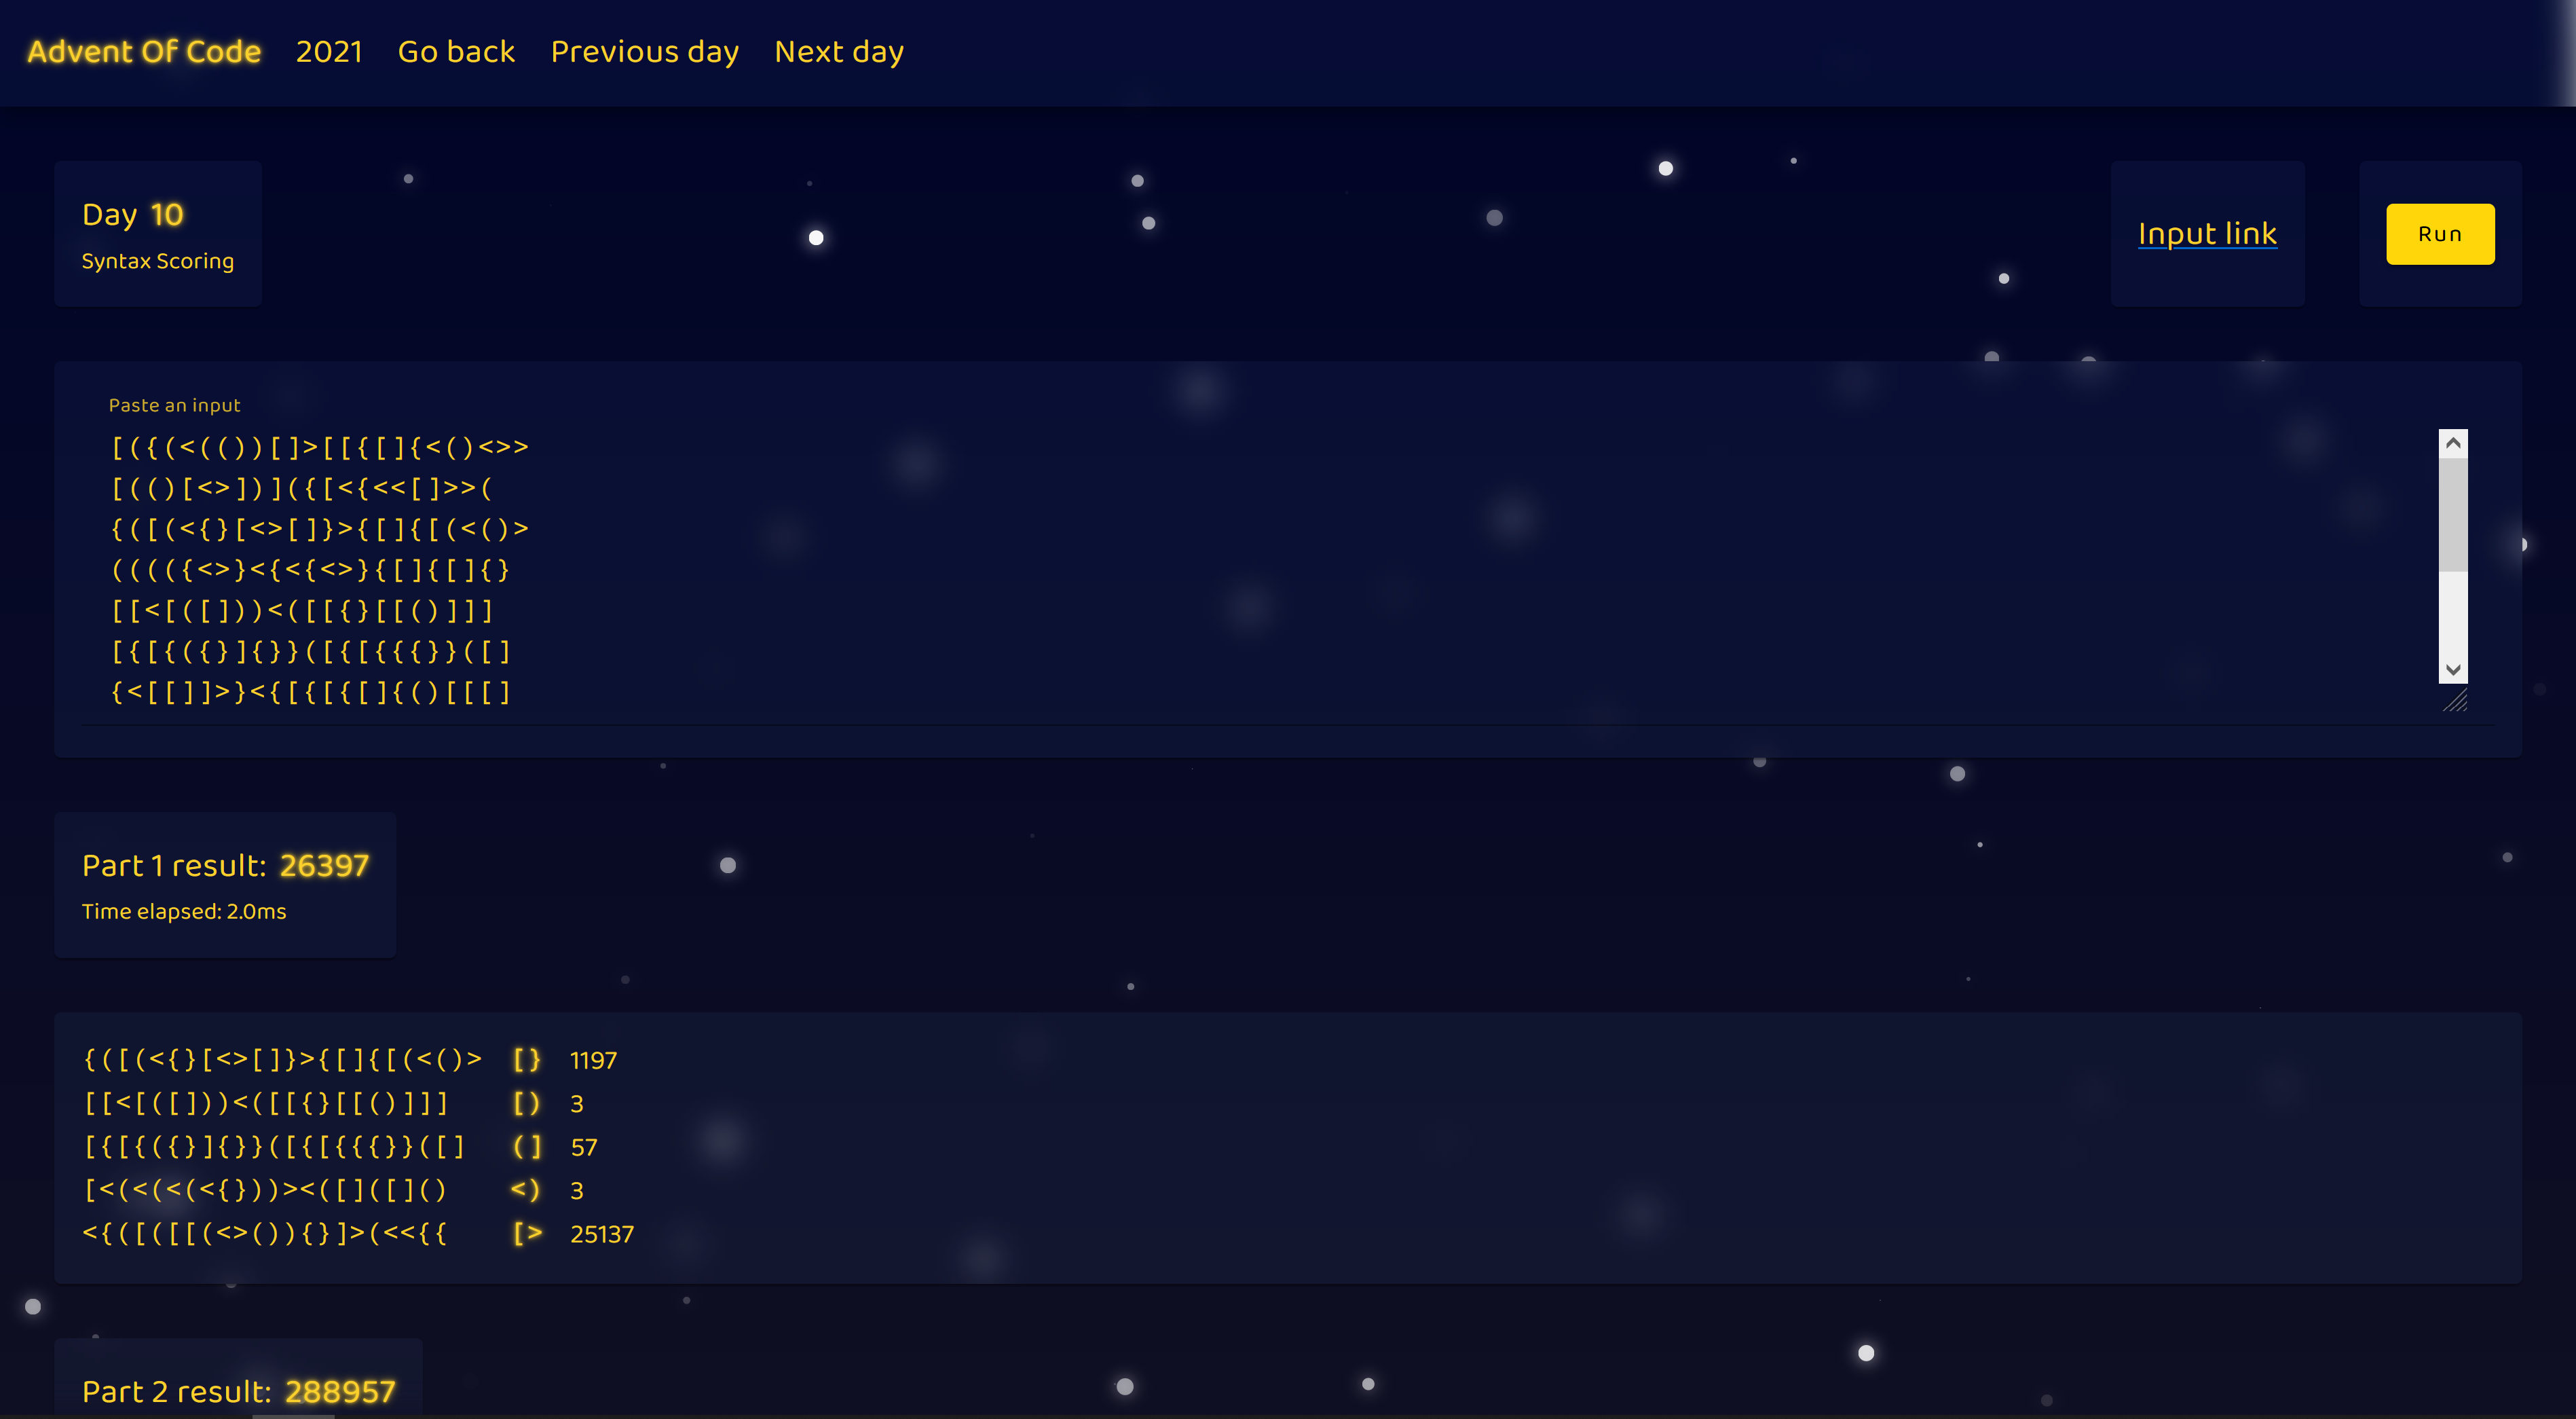 Advent Of Code 2021 Go back Previous day Next day
Day 10
Syntax Scoring
Input link
Run
Paste an input
[({(<(())[]>[[{[]{<()<>>
[(()[<>])]({[<{<<[]>>(
{([(<{}[<>[]}>{[]{[(<()>
(((({<>}<{<{<>}{[]{[]{}
[[<[([]))<([[{}[[()]]]
[{[{({}]{}}([{[{{{}}([]
{<[[]]>}<{[{[{[]{()[[[]
Part 1 result: 26397
Time elapsed: 2.0ms
{([(<{}[<>[]}>{[]{[(<()> [} 1197
[[<[([]))<([[{}[[()]]] [) 3
[{[{({}]{}}([{[{{{}}([] (] 57
[<(<(<(<{}))><([]([]() <) 3
<{([([[(<>()){}]>(<<{{ [> 25137
Part 2 result: 288957